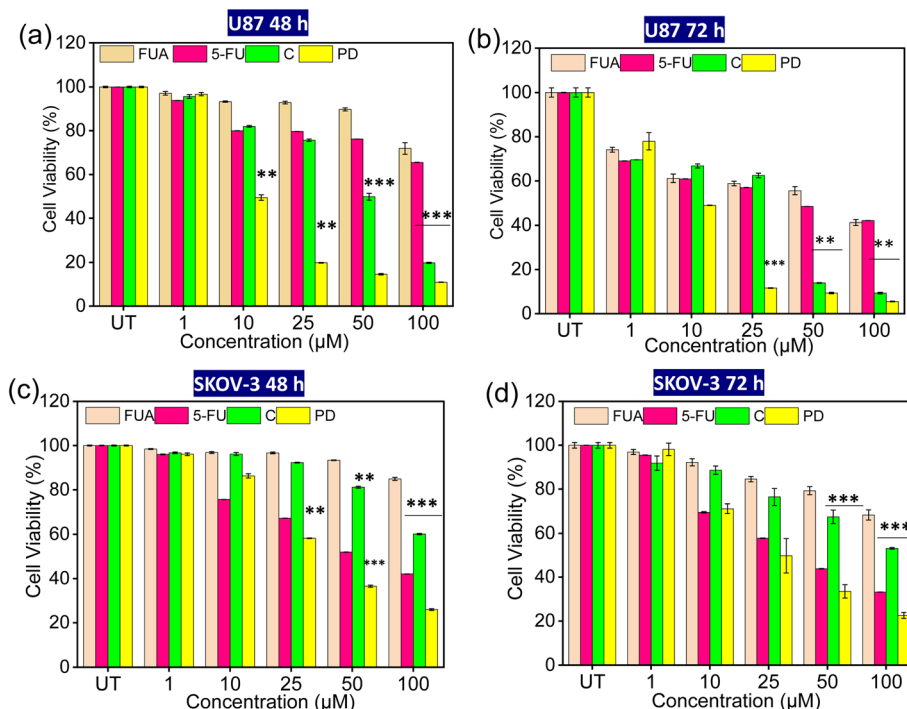 (a)
U87 48 h
FUA 5-FU C PD
120
100
80
60
40
20
0
Cell Viability (%)
**
**
***
***
UT 1 10 25 50 100
Concentration (µM)
(b)
U87 72 h
FUA 5-FU C PD
120
100
80
60
40
20
0
Cell Viability (%)
***
**
**
UT 1 10 25 50 100
Concentration (µM)
(c)
SKOV-3 48 h
FUA 5-FU C PD
120
100
80
60
40
20
0
Cell Viability (%)
**
**
***
***
UT 1 10 25 50 100
Concentration (µM)
(d)
SKOV-3 72 h
FUA 5-FU C PD
120
100
80
60
40
20
0
Cell Viability (%)
***
***
UT 1 10 25 50 100
Concentration (µM)